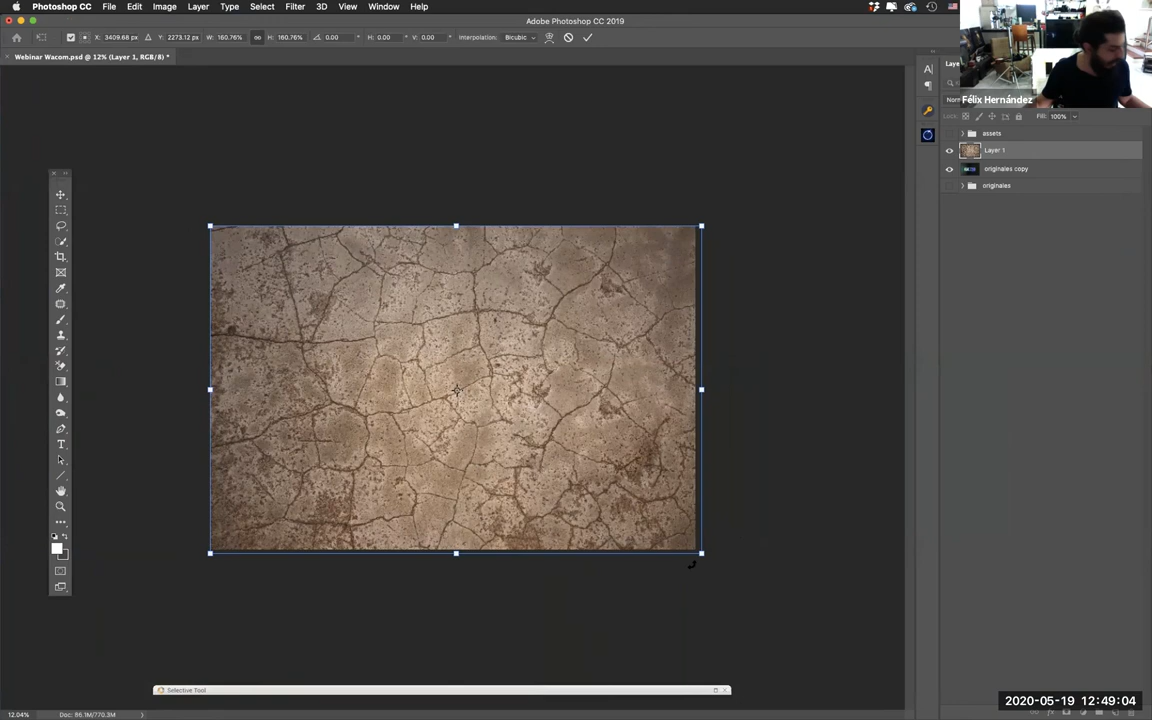 Photoshop CC File Edit Image Layer Type Select Filter 3D View Window Help
Adobe Photoshop CC 2019
X: 3409.68 px Y: 2273.12 px W: 160.76% H: 160.76% 0.00 ° H: 0.00 ° V: 0.00 ° Interpolation: Bicubic
Webinar Wacom.psd @ 12% (Layer 1, RGB/8) *
Félix Hernández
Fill: 100%
assets
Layer 1
originales copy
originales
Selective Tool
2020-05-19 12:49:04
12.04% Doc: 86.1M/770.3M